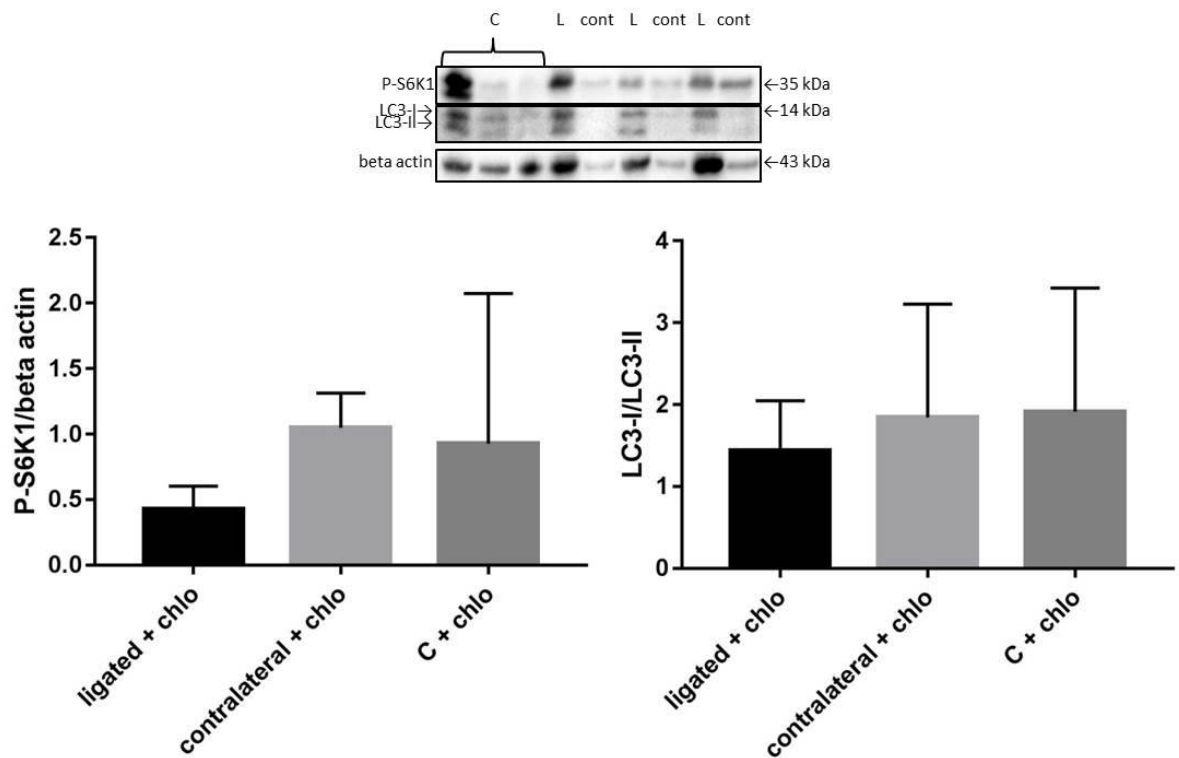 C L cont L cont L cont
P-S6K1 ←35 kDa
LC3-I→ ←14 kDa
LC3-II→
beta actin ←43 kDa
P-S6K1/beta actin
2.5
2.0
1.5
1.0
0.5
0.0
ligated + chlo
contralateral + chlo
C + chlo
LC3-I/LC3-II
4
3
2
1
0
ligated + chlo
contralateral + chlo
C + chlo